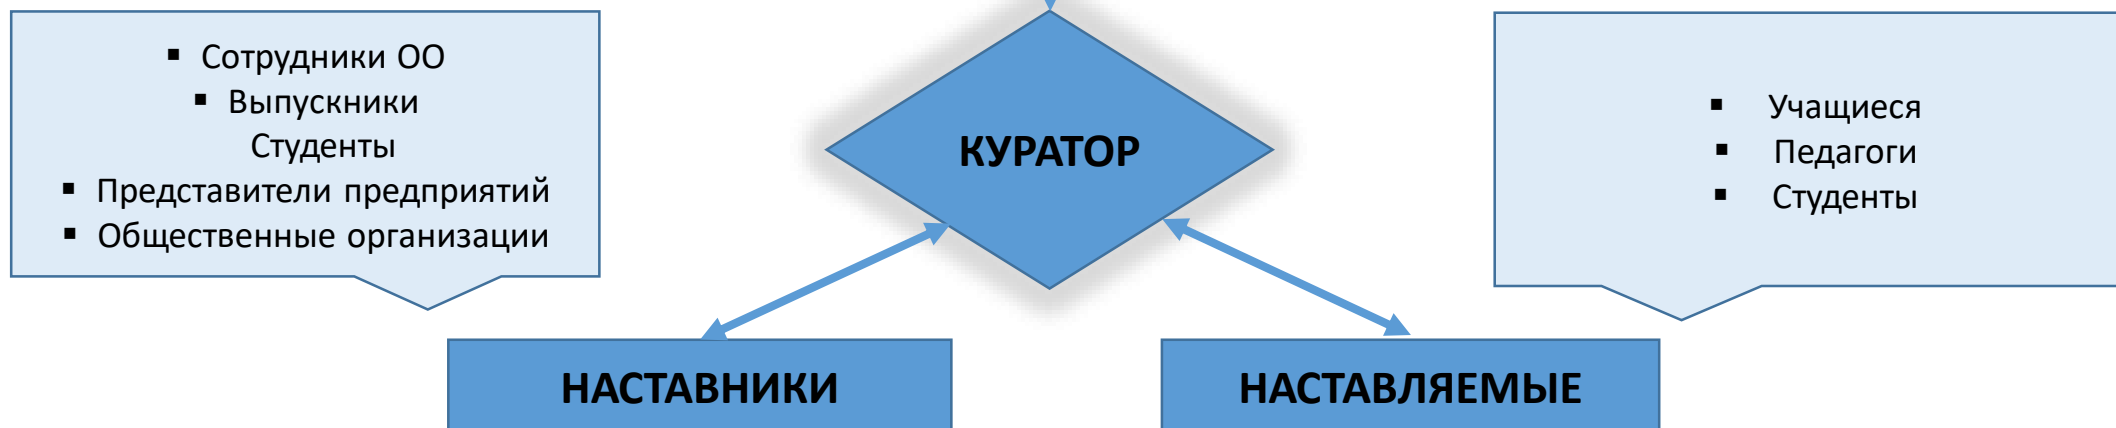 ▪ Сотрудники ОО
▪ Выпускники
Студенты
▪ Представители предприятий
▪ Общественные организации
КУРАТОР
▪ Учащиеся
▪ Педагоги
▪ Студенты
НАСТАВНИКИ
НАСТАВЛЯЕМЫЕ